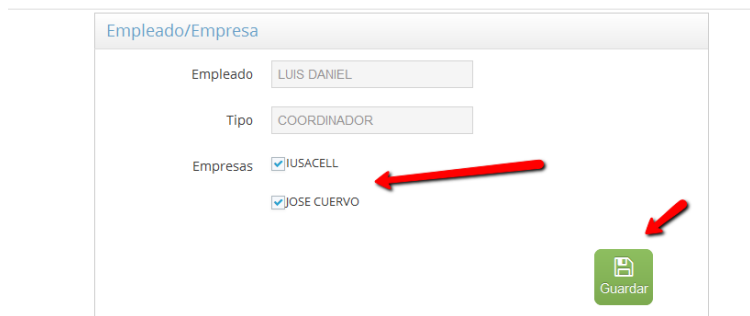 Empleado/Empresa
Empleado LUIS DANIEL
Tipo COORDINADOR
Empresas IUSACELL
JOSE CUERVO
Guardar